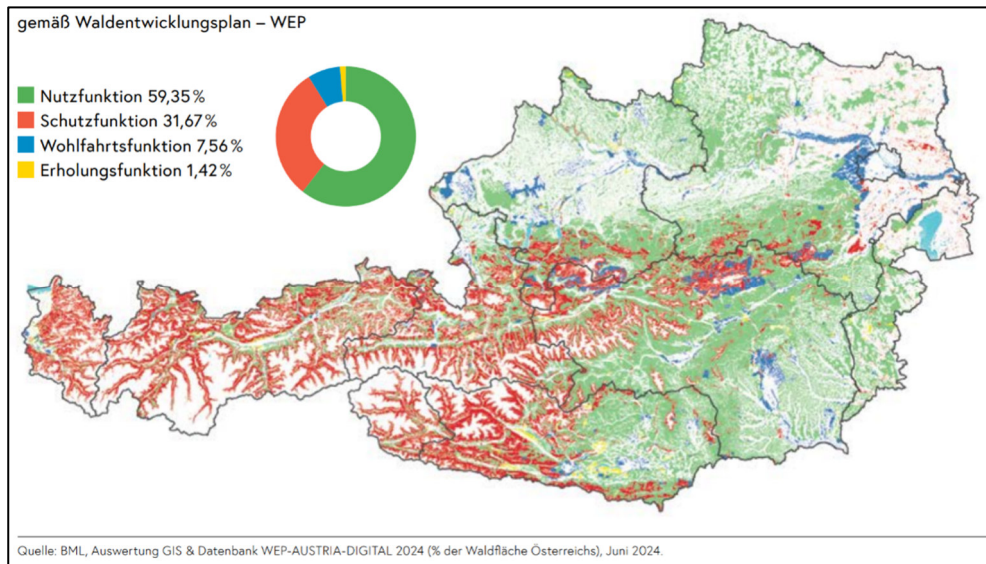 gemäß Waldentwicklungsplan – WEP
Nutzfunktion 59,35 %
Schutzfunktion 31,67 %
Wohlfahrtsfunktion 7,56 %
Erholungsfunktion 1,42 %
Quelle: BML, Auswertung GIS & Datenbank WEP-AUSTRIA-DIGITAL 2024 (% der Waldfläche Österreichs), Juni 2024.